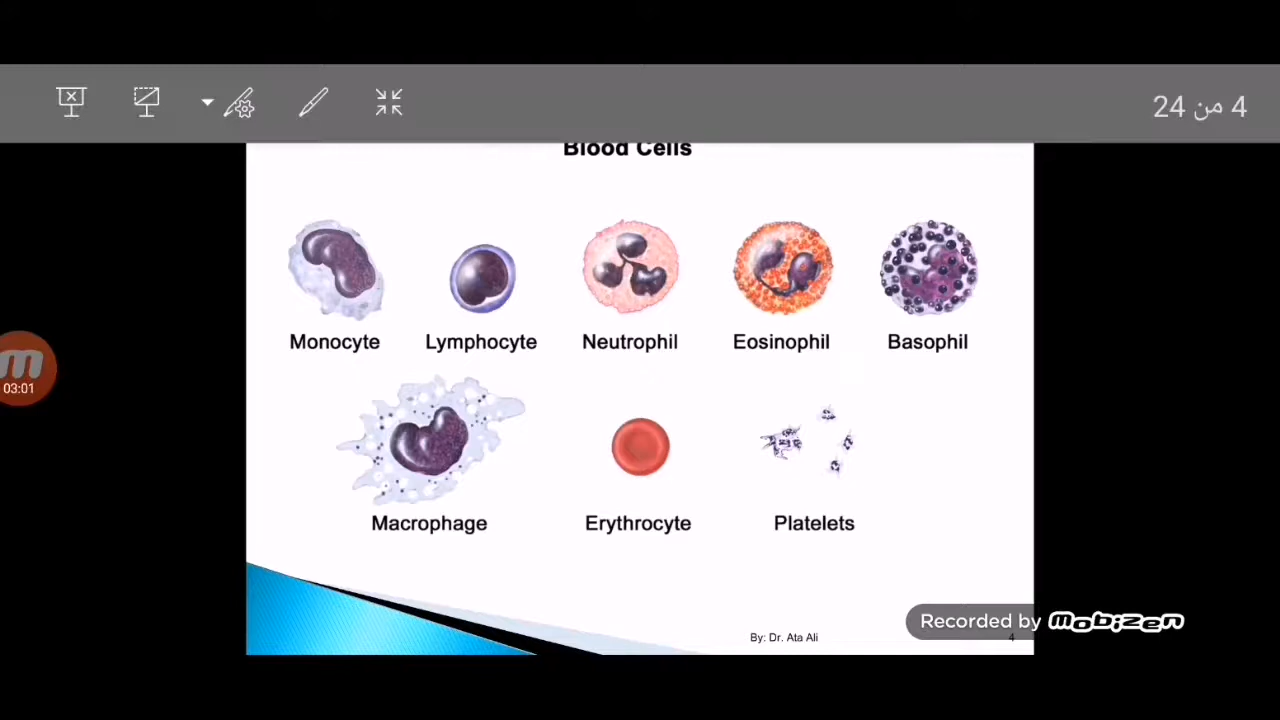 4 من 24
Blood Cells
Monocyte
Lymphocyte
Neutrophil
Eosinophil
Basophil
Macrophage
Erythrocyte
Platelets
03:01
By: Dr. Ata Ali
4
Recorded by mobizen